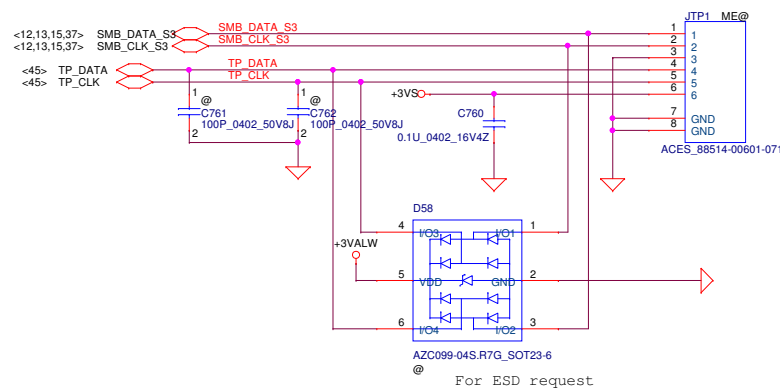 JTP1 ME@
<12,13,15,37> SMB_DATA_S3 SMB_DATA_S3 1 1
<12,13,15,37> SMB_CLK_S3 SMB_CLK_S3 2 2
3 3
<45> TP_DATA TP_DATA 4 4
<45> TP_CLK TP_CLK 5 5
+3VS 6 6
1 @ 1 @
C761 C762 C760
100P_0402_50V8J 100P_0402_50V8J
2 2
0.1U_0402_16V4Z
7 GND
8 GND
ACES_88514-00601-071
D58
4 I/O3 I/O1 1
+3VALW
5 VDD GND 2
6 I/O4 I/O2 3
AZC099-04S.R7G_SOT23-6
@
For ESD request